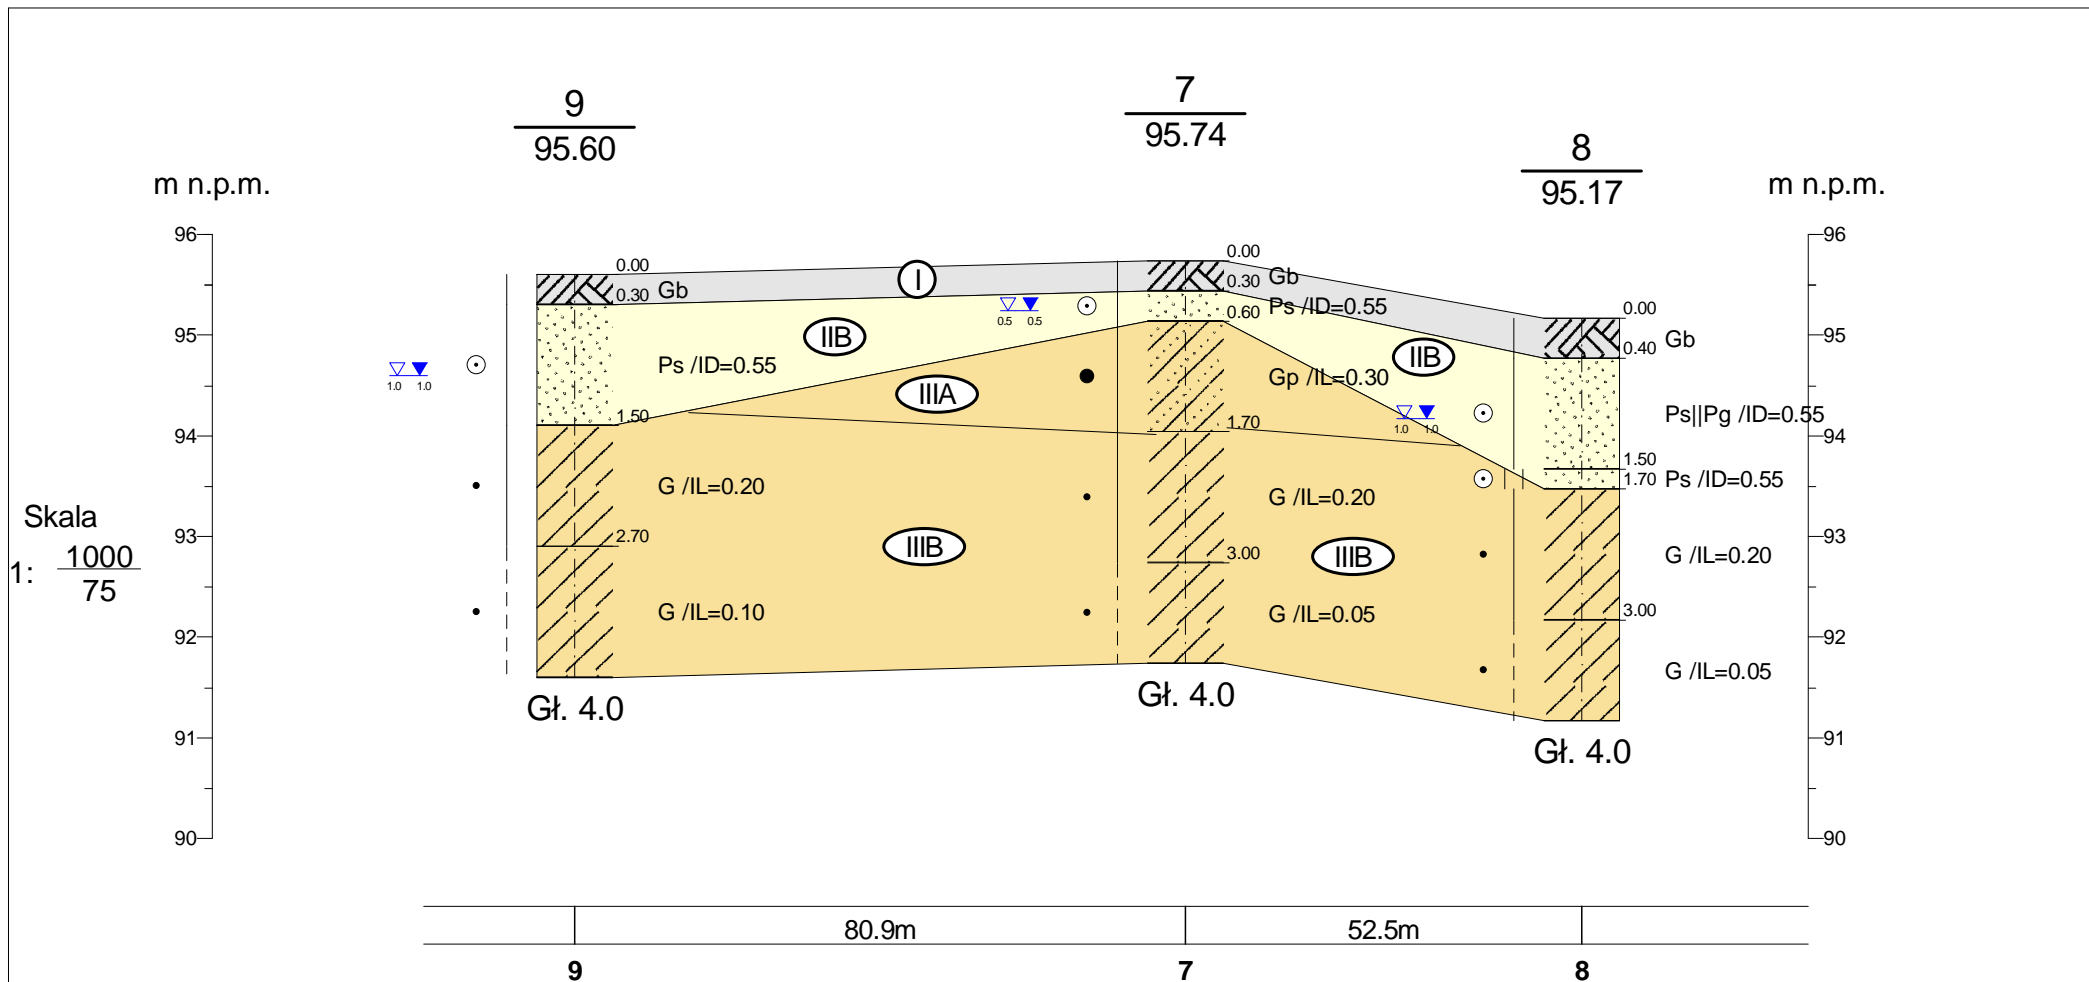 9
95.60
7
95.74
8
95.17
m n.p.m.
m n.p.m.
96
95
94
93
92
91
90
96
95
94
93
92
91
90
Skala
1: 1000
75
0.00
0.30 Gb
I
IIB
Ps /ID=0.55
1.0 1.0
1.50
G /IL=0.20
2.70
G /IL=0.10
Gł. 4.0
IIIA
IIIB
0.5 0.5
0.00
Gb
0.30
Ps /ID=0.55
0.60
Gp /IL=0.30
1.70
G /IL=0.20
3.00
G /IL=0.05
Gł. 4.0
IIB
IIIB
1.0 1.0
0.00
Gb
0.40
Ps||Pg /ID=0.55
1.50
1.70 Ps /ID=0.55
G /IL=0.20
3.00
G /IL=0.05
Gł. 4.0
80.9m
52.5m
9
7
8